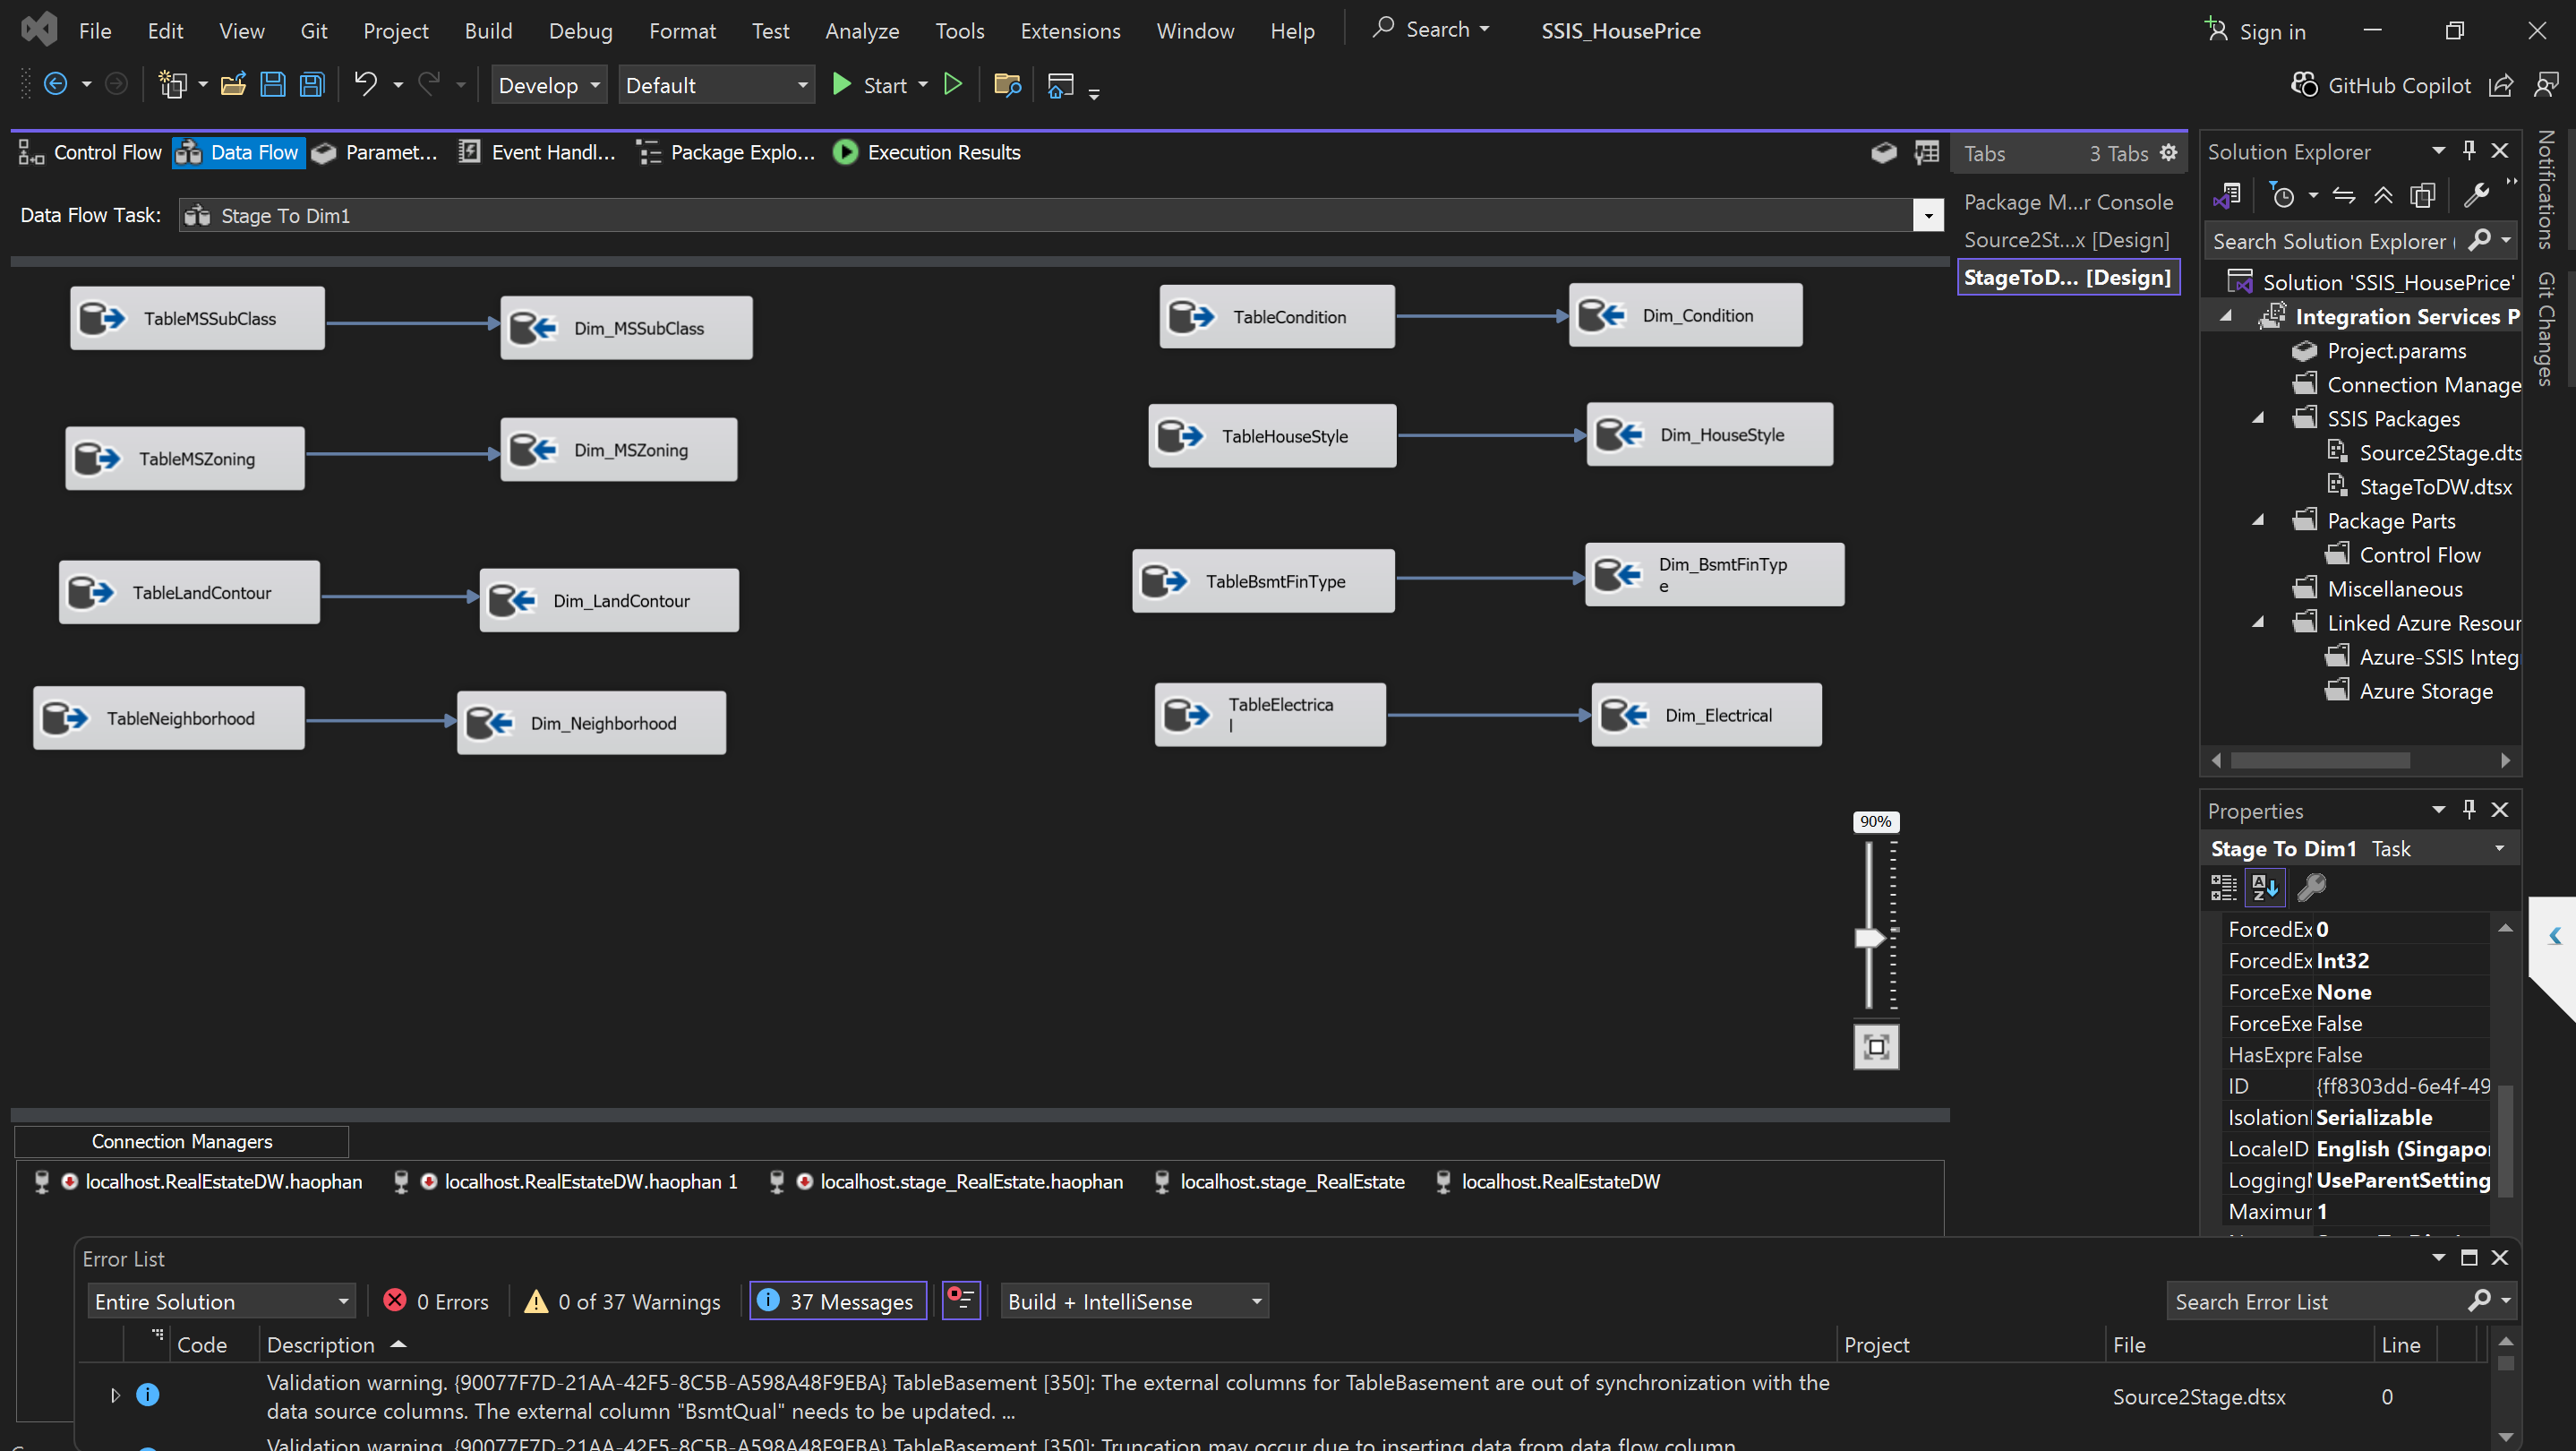 File Edit View Git Project Build Debug Format Test Analyze Tools Extensions Window Help Search SSIS_HousePrice Sign in
Develop Default Start GitHub Copilot
Control Flow Data Flow Paramet... Event Handl... Package Explo... Execution Results
Data Flow Task: Stage To Dim1
TableMSSubClass
Dim_MSSubClass
TableCondition
Dim_Condition
TableMSZoning
Dim_MSZoning
TableHouseStyle
Dim_HouseStyle
TableLandContour
Dim_LandContour
TableBsmtFinType
Dim_BsmtFinTyp
e
TableNeighborhood
Dim_Neighborhood
TableElectrica
l
Dim_Electrical
90%
Tabs 3 Tabs
Package M...r Console
Source2St...x [Design]
StageToD... [Design]
Solution Explorer
Search Solution Explorer (
Solution 'SSIS_HousePrice'
Integration Services P
Project.params
Connection Manage
SSIS Packages
Source2Stage.dts
StageToDW.dtsx
Package Parts
Control Flow
Miscellaneous
Linked Azure Resour
Azure-SSIS Integ
Azure Storage
Notifications
Git Changes
Properties
Stage To Dim1 Task
ForcedEx 0
ForcedEx Int32
ForceExe None
ForceExe False
HasExpre False
ID {ff8303dd-6e4f-49
Isolation Serializable
LocaleID English (Singapo
Logging UseParentSetting
Maximur 1
Connection Managers
localhost.RealEstateDW.haophan localhost.RealEstateDW.haophan 1 localhost.stage_RealEstate.haophan localhost.stage_RealEstate localhost.RealEstateDW
Error List
Entire Solution 0 Errors 0 of 37 Warnings 37 Messages Build + IntelliSense Search Error List
Code Description Project File Line
Validation warning. {90077F7D-21AA-42F5-8C5B-A598A48F9EBA} TableBasement [350]: The external columns for TableBasement are out of synchronization with the
data source columns. The external column "BsmtQual" needs to be updated. ...
Source2Stage.dtsx 0
Validation warning. {90077F7D-21AA-42F5-8C5B-A598A48F9EBA} TableBasement [350]: Truncation may occur due to inserting data from data flow column